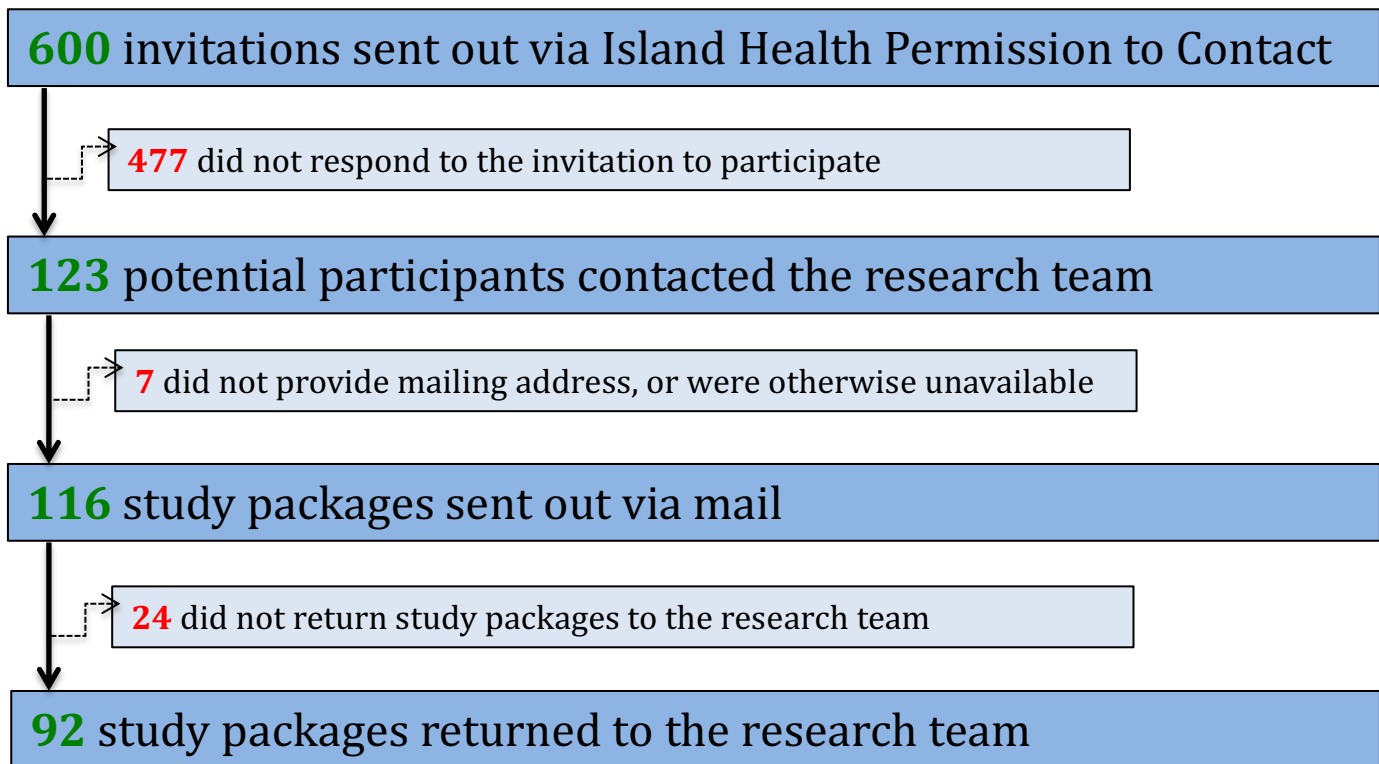 600 invitations sent out via Island Health Permission to Contact
477 did not respond to the invitation to participate
123 potential participants contacted the research team
7 did not provide mailing address, or were otherwise unavailable
116 study packages sent out via mail
24 did not return study packages to the research team
92 study packages returned to the research team